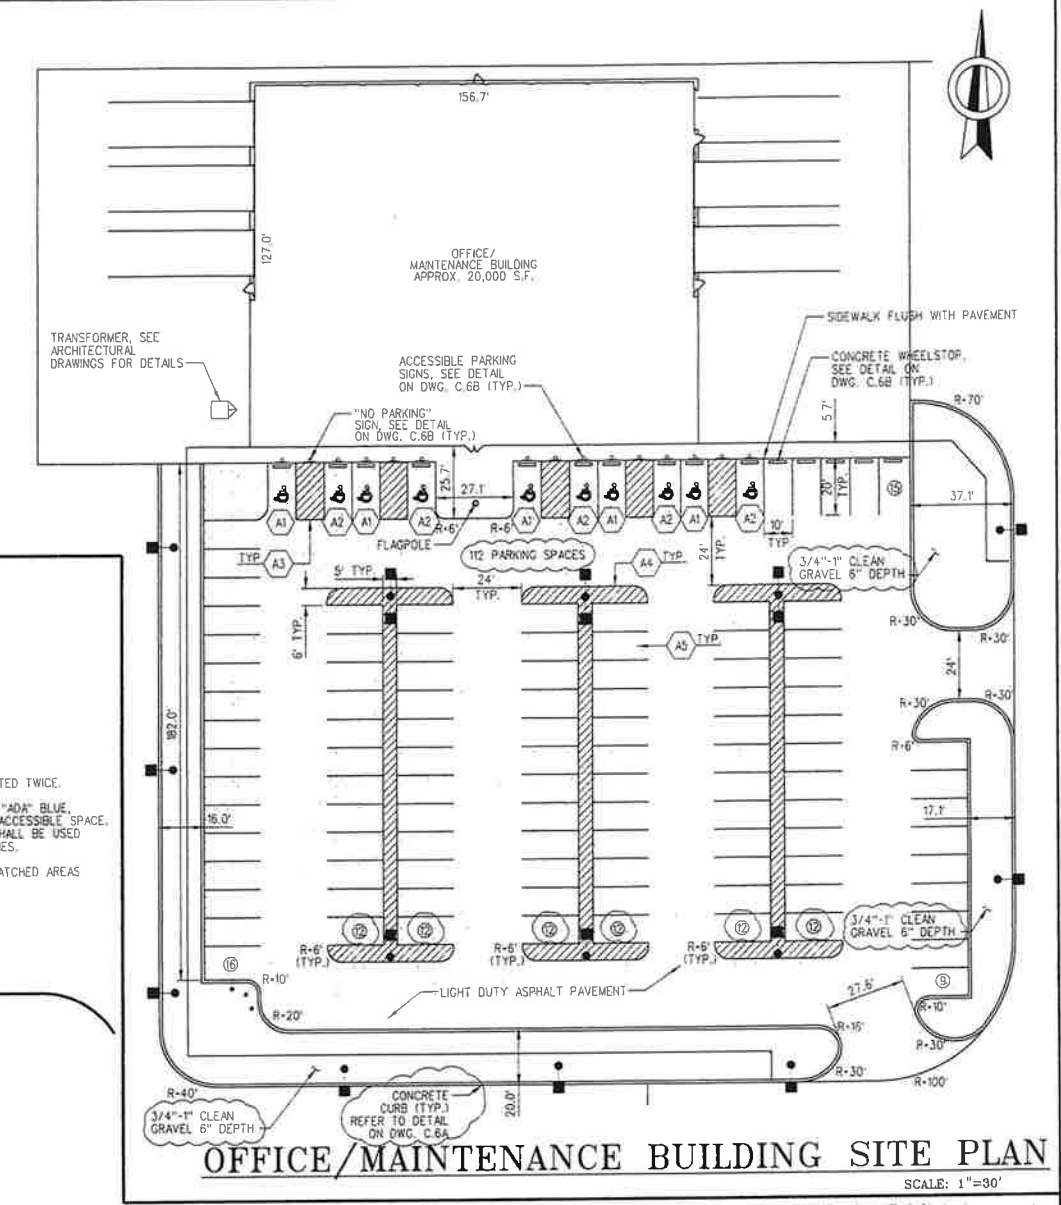 156.7'
127.0'
OFFICE/
MAINTENANCE BUILDING
APPROX. 20,000 S.F.
TRANSFORMER, SEE
ARCHITECTURAL
DRAWINGS FOR DETAILS
ACCESSIBLE PARKING
SIGNS, SEE DETAIL
ON DWG. C.6B (TYP.)
"NO PARKING"
SIGN, SEE DETAIL
ON DWG. C.6B (TYP.)
SIDEWALK FLUSH WITH PAVEMENT
CONCRETE WHEELSTOP,
SEE DETAIL ON
DWG. C.6B (TYP.)
5.7'
R=70'
25.7'
27.1'
20'
TYP.
15
37.1'
A1
A2
A1
A2
R=6'
R=6'
A1
A2
A1
A2
A1
A2
10'
TYP.
FLAGPOLE
112 PARKING SPACES
TYP. A3
A4 TYP.
24'
TYP.
3/4"-1" CLEAN
GRAVEL 6" DEPTH
5' TYP.
24'
TYP.
6' TYP.
A5 TYP.
R=30'
R=30'
24'
R=30'
R=30'
R=6'
182.0'
TED TWICE.
"ADA" BLUE,
ACCESSIBLE SPACE.
HALL BE USED
ES.
ATCHED AREAS
16.0'
17.1'
12
12
12
12
12
12
3/4"-1" CLEAN
GRAVEL 6" DEPTH
R=6'
(TYP.)
R=6'
(TYP.)
R=6'
(TYP.)
16
R=10'
LIGHT DUTY ASPHALT PAVEMENT
27.6'
9
R=10'
R=20'
R=16'
R=30'
R=30'
R=100'
R=40'
20.0'
3/4"-1" CLEAN
GRAVEL 6" DEPTH
CONCRETE
CURB (TYP.)
REFER TO DETAIL
ON DWG. C.6A
OFFICE/MAINTENANCE BUILDING SITE PLAN
SCALE: 1"=30'